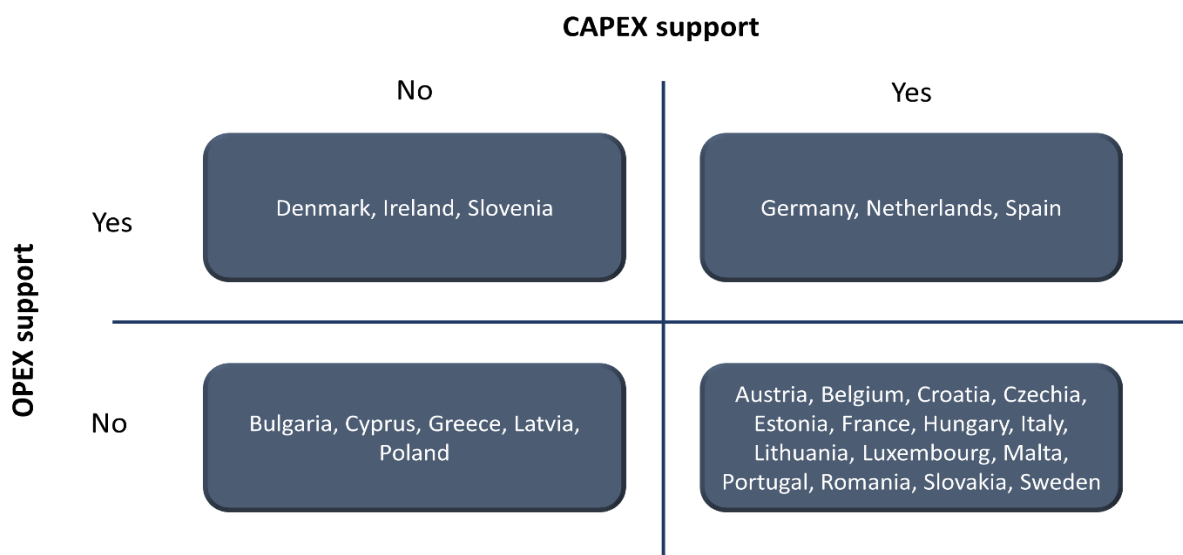 CAPEX support
No
Yes
OPEX support
Yes
Denmark, Ireland, Slovenia
Germany, Netherlands, Spain
No
Bulgaria, Cyprus, Greece, Latvia,
Poland
Austria, Belgium, Croatia, Czechia,
Estonia, France, Hungary, Italy,
Lithuania, Luxembourg, Malta,
Portugal, Romania, Slovakia, Sweden